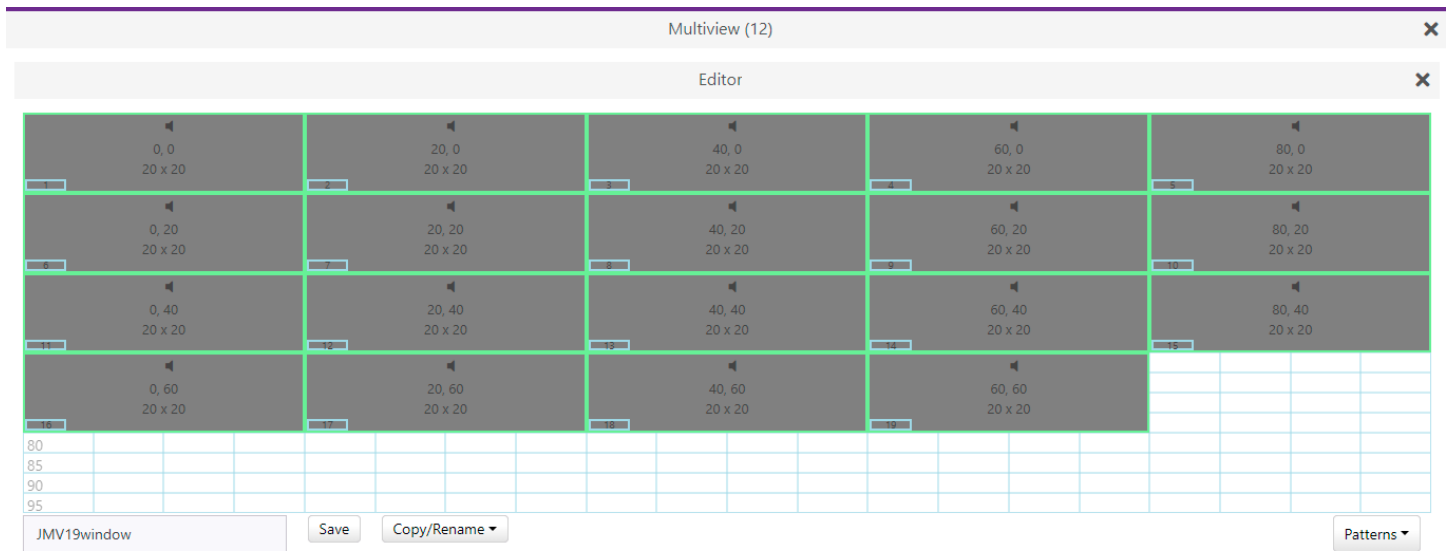 Multiview (12)
Editor
0, 0 20, 0 40, 0 60, 0 80, 0
20 x 20 20 x 20 20 x 20 20 x 20 20 x 20
1 2 3 4 5
0, 20 20, 20 40, 20 60, 20 80, 20
20 x 20 20 x 20 20 x 20 20 x 20 20 x 20
6 7 8 9 10
0, 40 20, 40 40, 40 60, 40 80, 40
20 x 20 20 x 20 20 x 20 20 x 20 20 x 20
11 12 13 14 15
0, 60 20, 60 40, 60 60, 60
20 x 20 20 x 20 20 x 20 20 x 20
16 17 18 19
80
85
90
95
JMV19window Save Copy/Rename Patterns